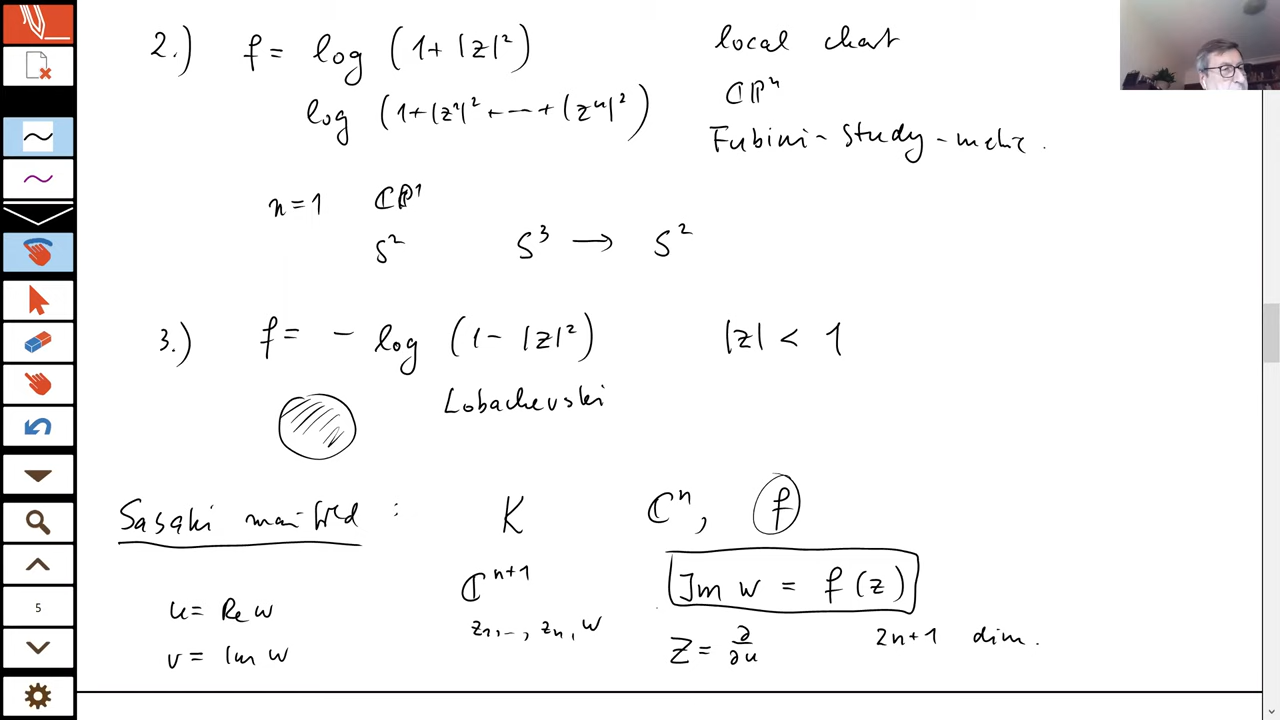 2.) f = log (1 + |z|²) local chart
log (1 + |z¹|² + ... + |zⁿ|²) ℂℙⁿ
Fubini-Study-metric.
n = 1 ℂℙ¹
S² S³ → S²
3.) f = - log (1 - |z|²) |z| < 1
Lobachevski
Sasaki manifold : K ℂⁿ, f
ℂⁿ⁺¹ Im w = f(z)
u = Re w z₁, .., zₙ, w
v = Im w Z = ∂/∂u 2n+1 dim.
5